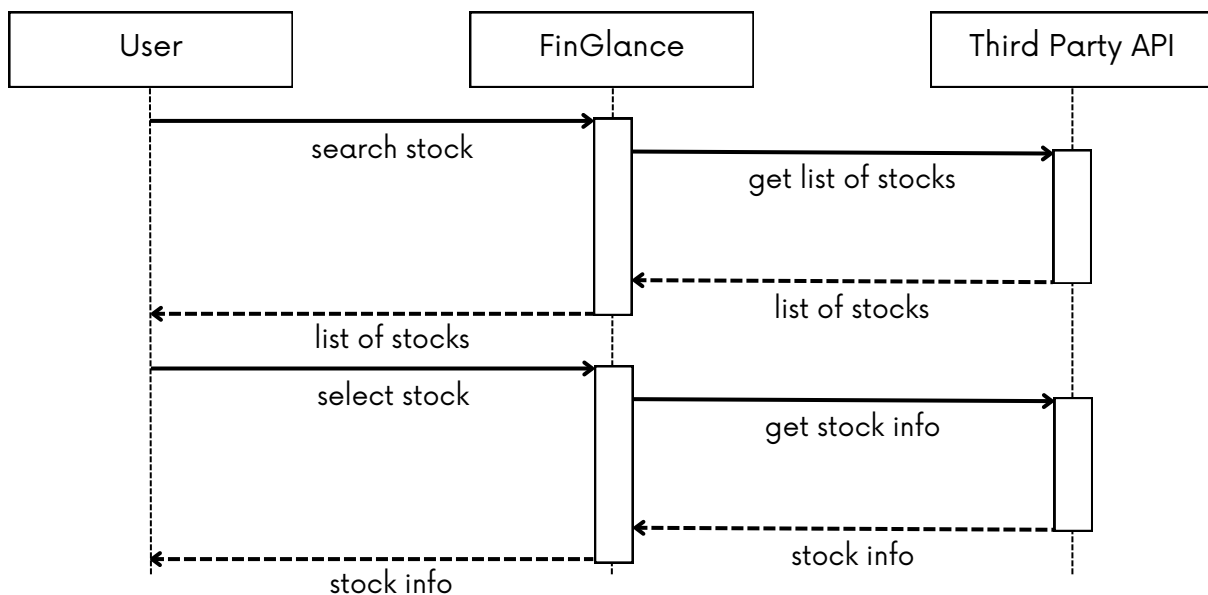 User
FinGlance
Third Party API
search stock
get list of stocks
list of stocks
list of stocks
select stock
get stock info
stock info
stock info